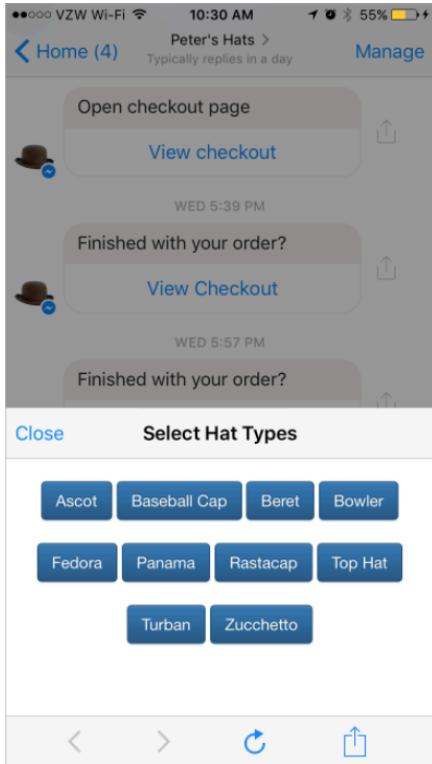 VZW Wi-Fi 10:30 AM 55%
Home (4) Peter's Hats > Manage
Typically replies in a day
Open checkout page
View checkout
WED 5:39 PM
Finished with your order?
View Checkout
WED 5:57 PM
Finished with your order?
Close Select Hat Types
Ascot Baseball Cap Beret Bowler
Fedora Panama Rastacap Top Hat
Turban Zucchetto